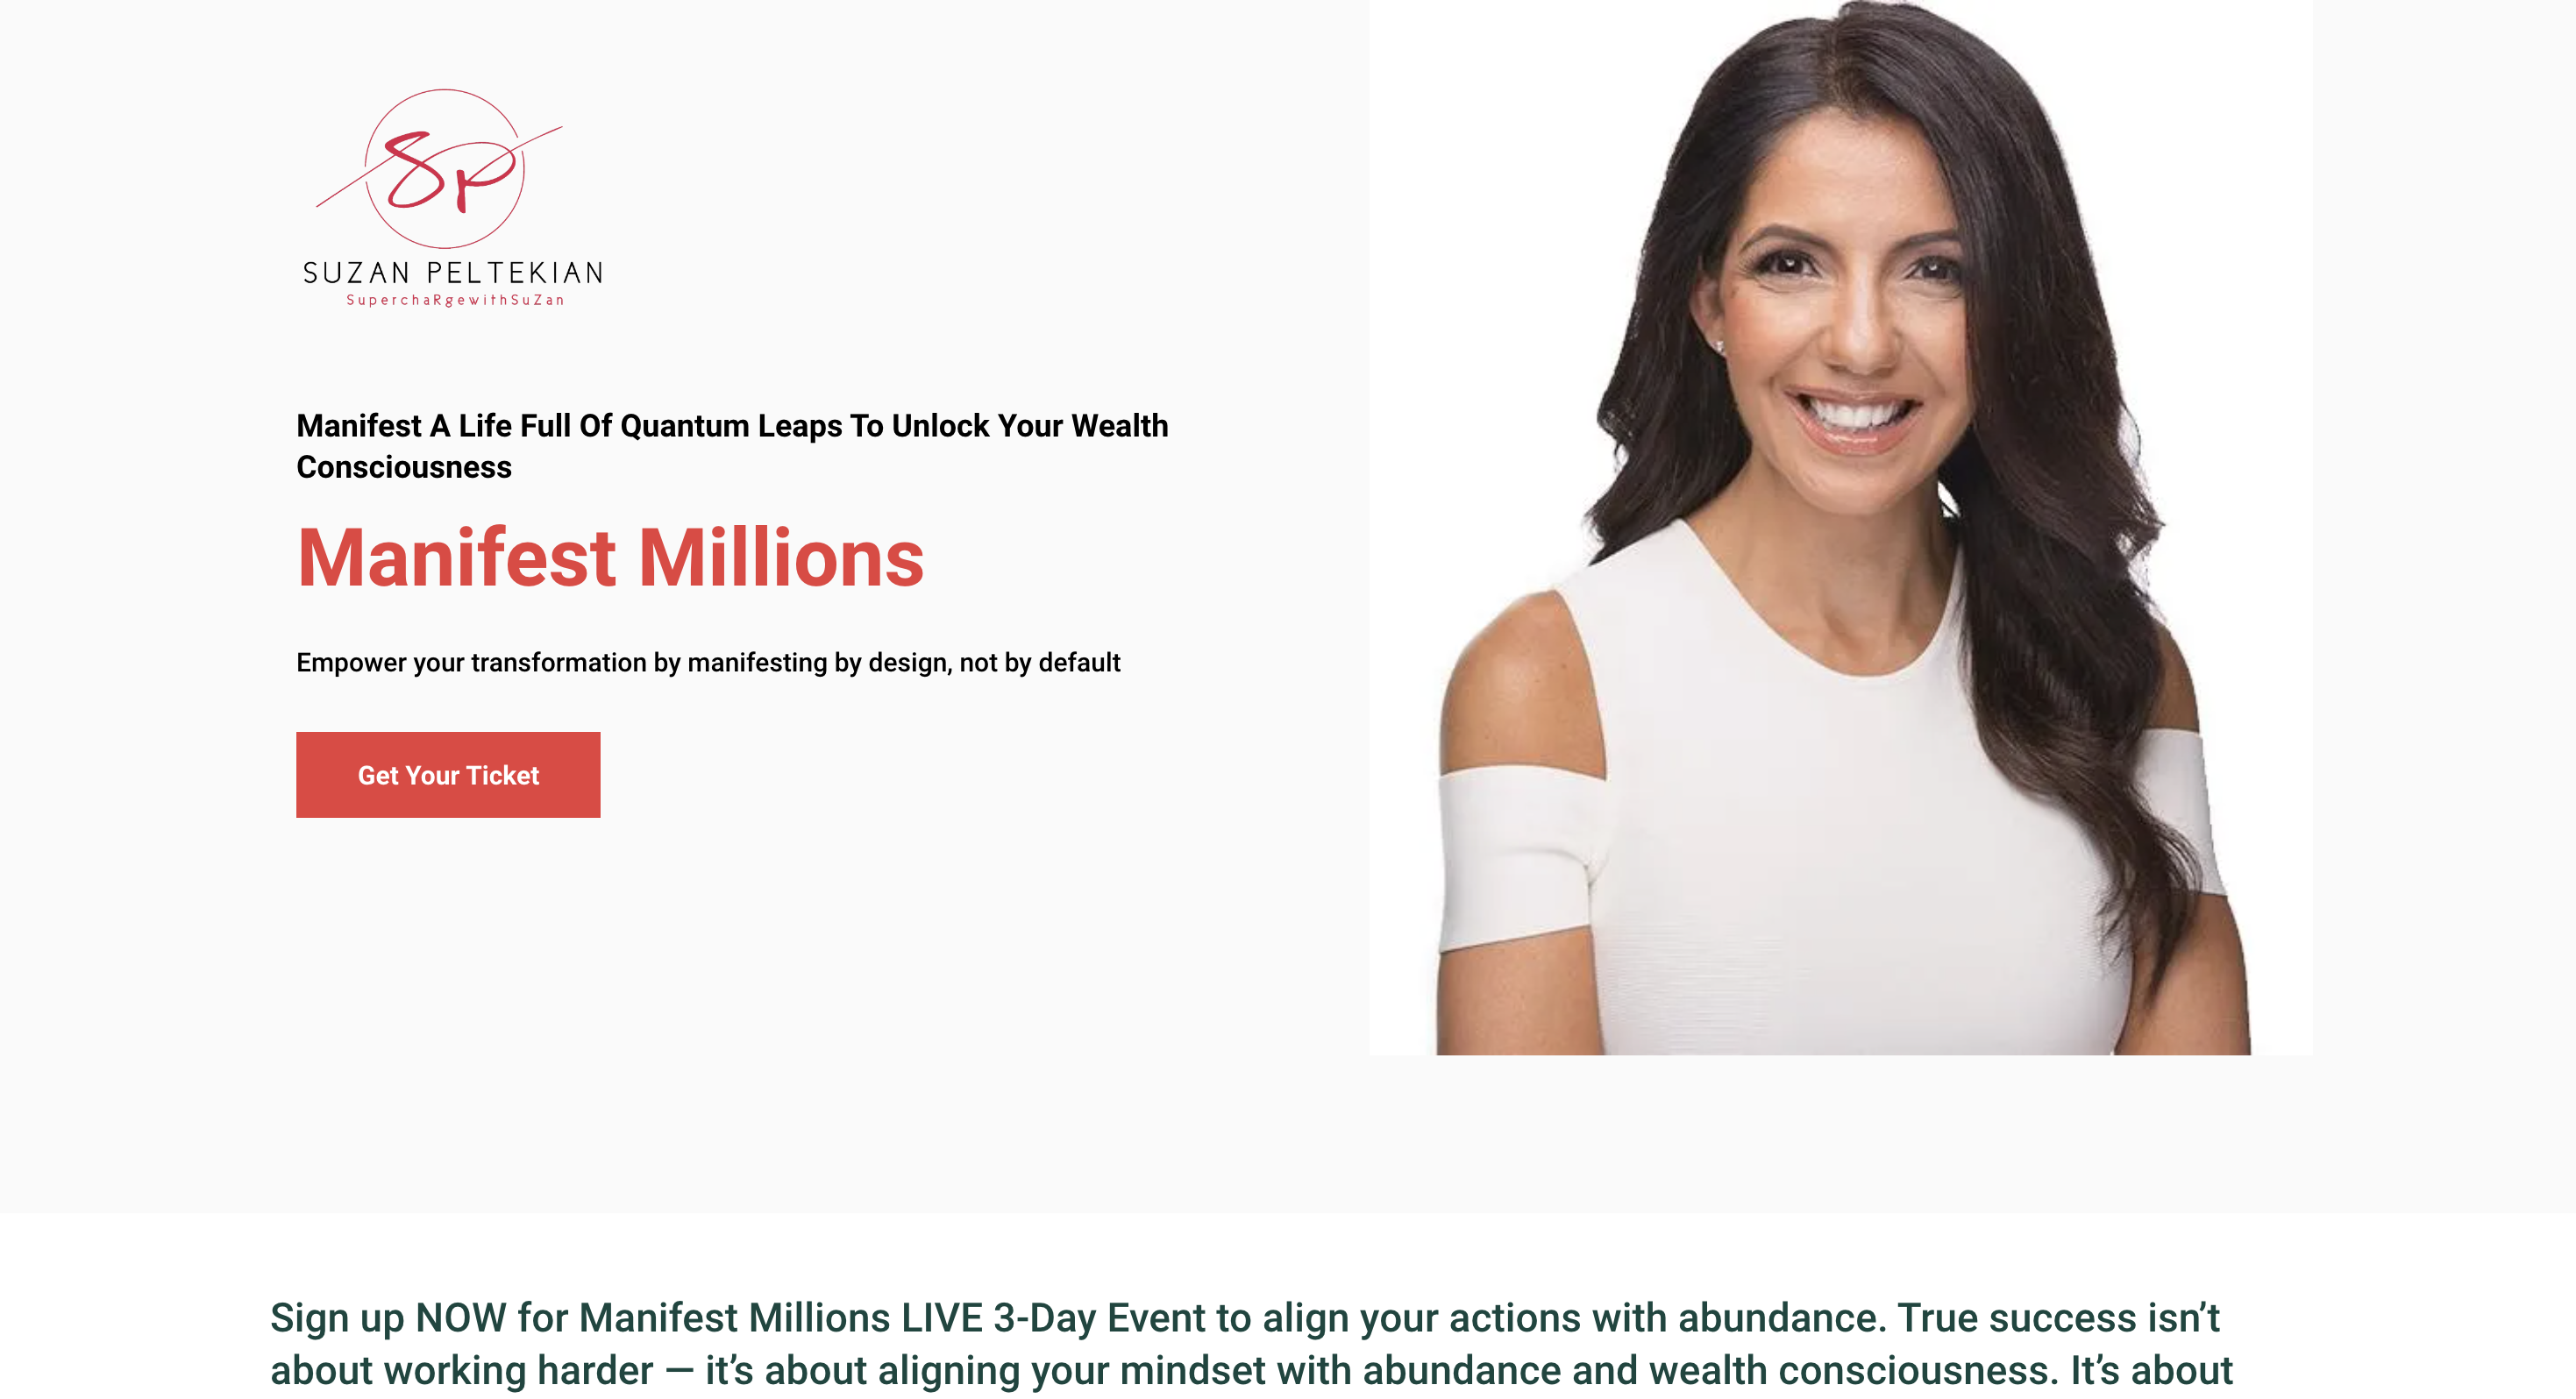 Sp
SUZAN PELTEKIAN
SuperchaRgewithSuZan
Manifest A Life Full Of Quantum Leaps To Unlock Your Wealth
Consciousness
Manifest Millions
Empower your transformation by manifesting by design, not by default
Get Your Ticket
Sign up NOW for Manifest Millions LIVE 3-Day Event to align your actions with abundance. True success isn’t
about working harder — it’s about aligning your mindset with abundance and wealth consciousness. It’s about